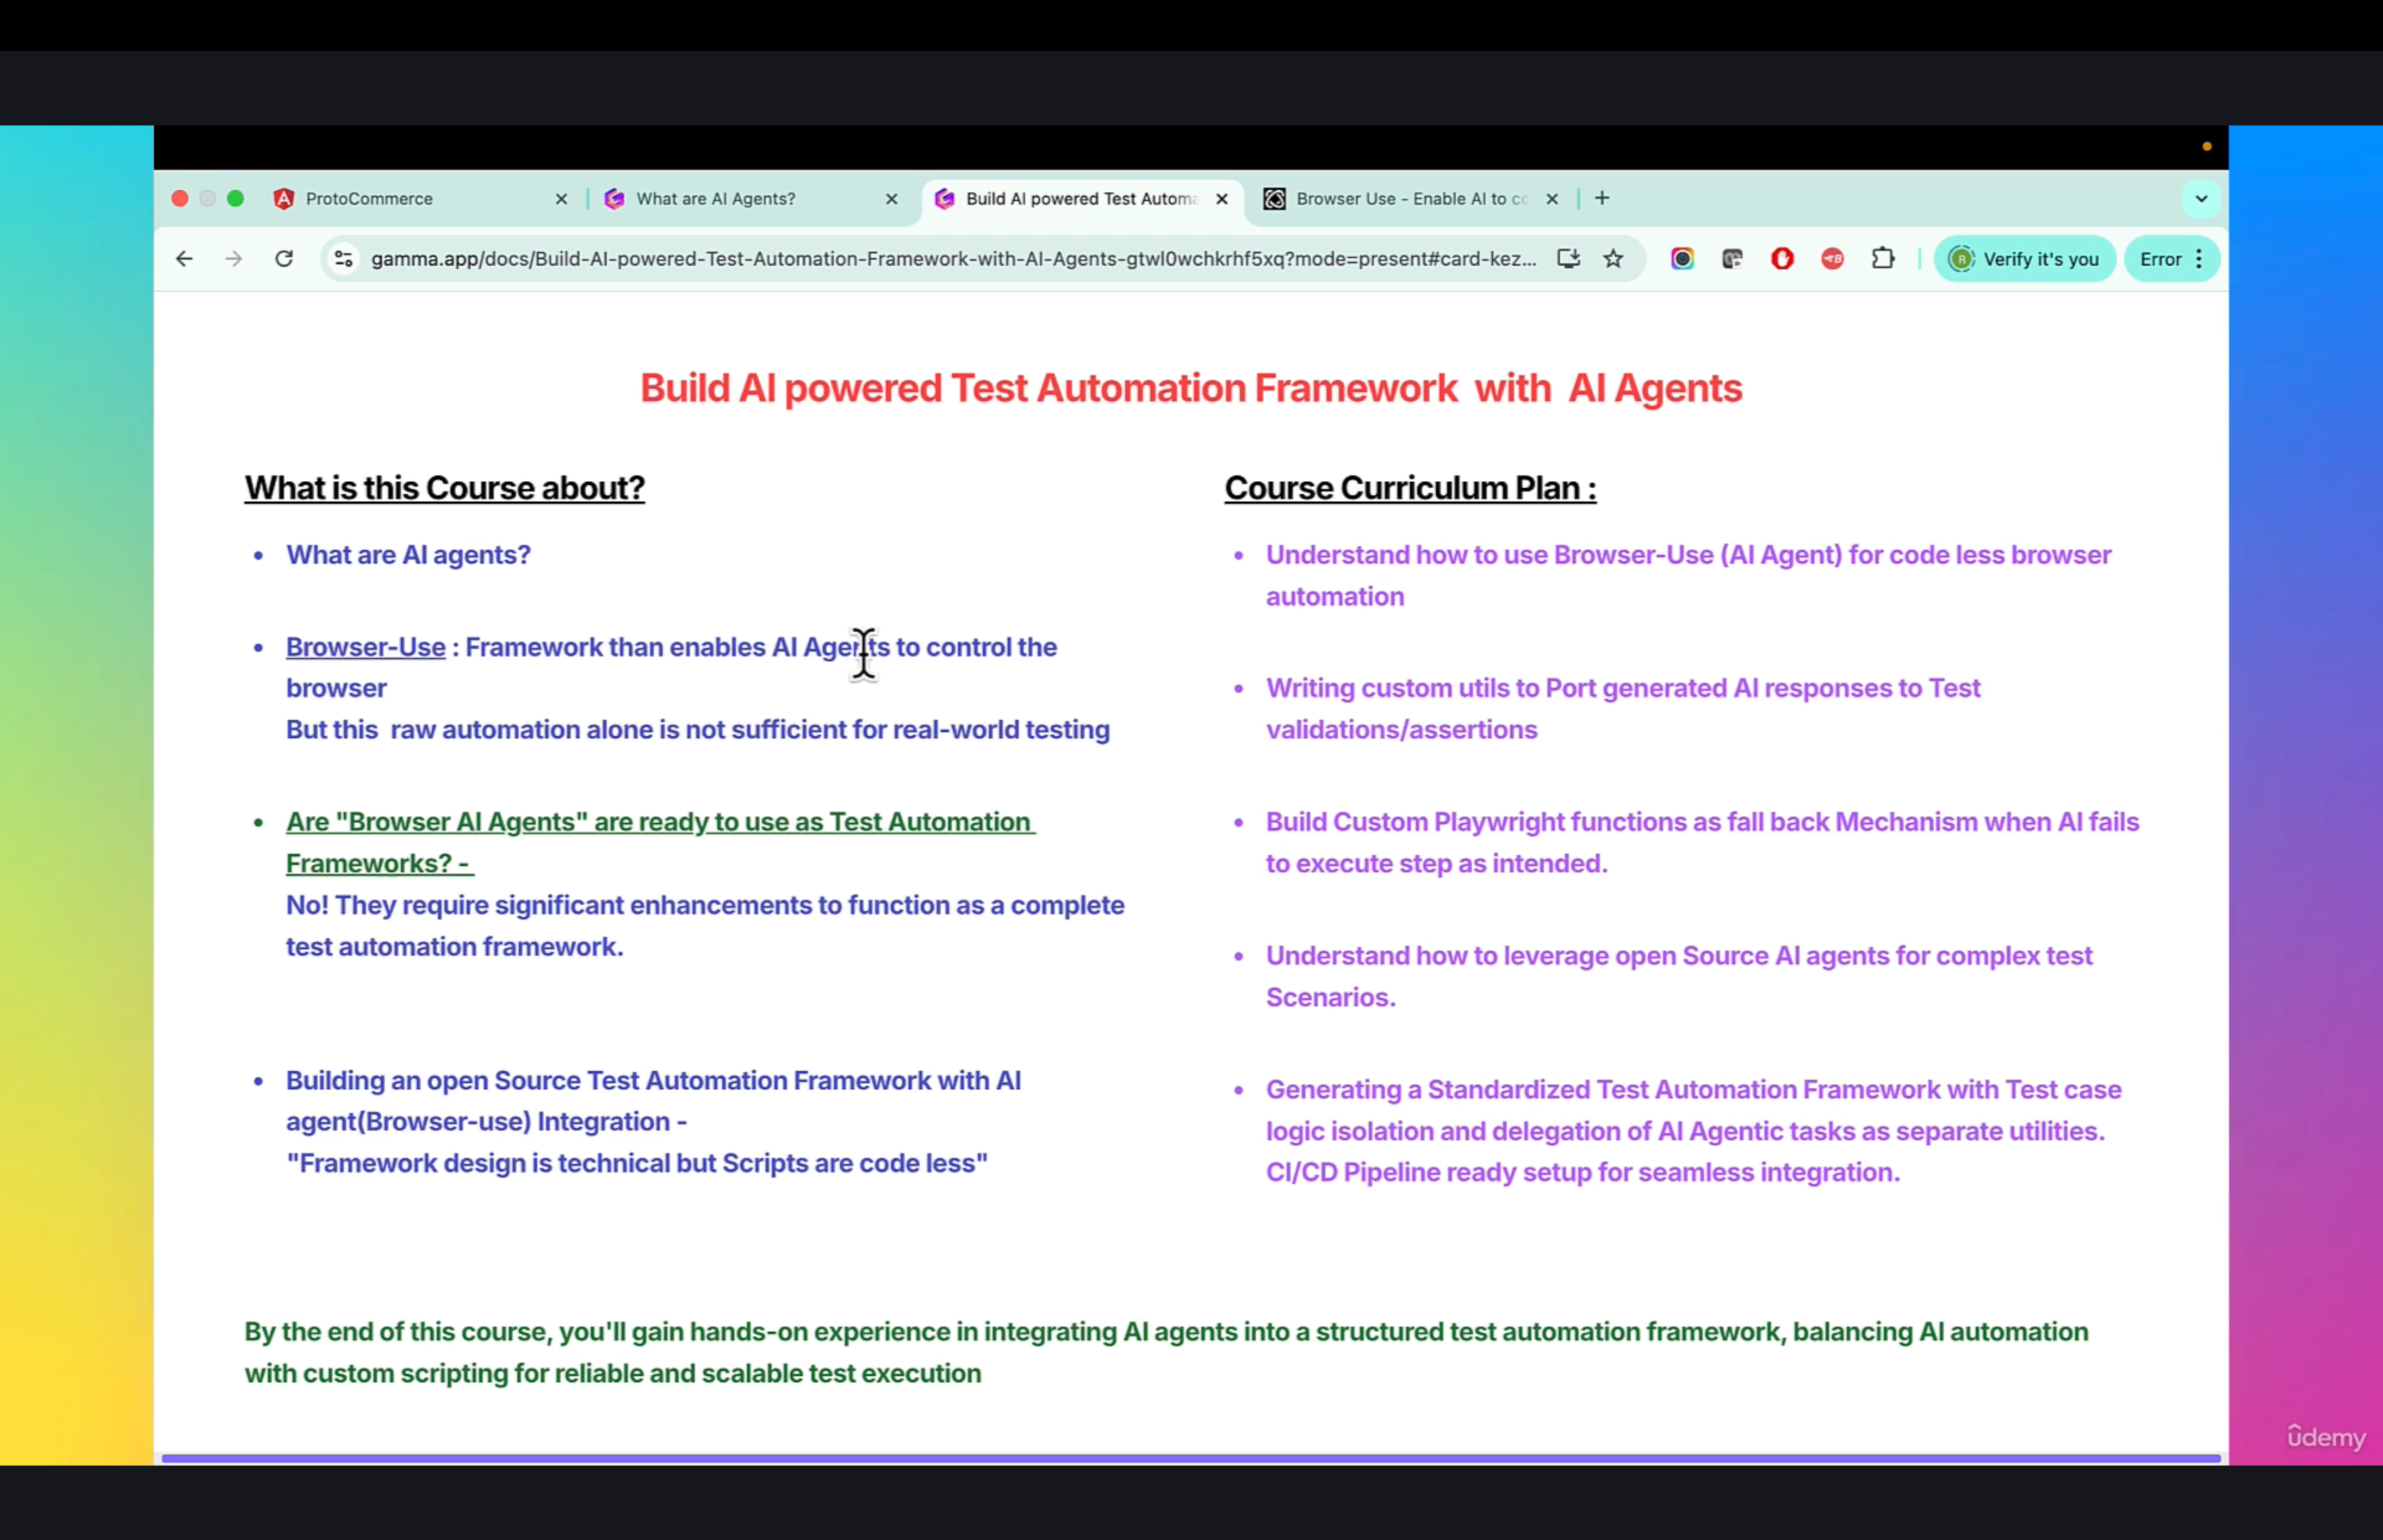 ProtoCommerce
What are AI Agents?
Build AI powered Test Autom
Browser Use - Enable AI to co
gamma.app/docs/Build-AI-powered-Test-Automation-Framework-with-AI-Agents-gtwl0wchkrhf5xq?mode=present#card-kez...
Verify it's you
Error
Build AI powered Test Automation Framework with AI Agents
What is this Course about?
What are AI agents?
Browser-Use : Framework than enables AI Agents to control the
browser
But this raw automation alone is not sufficient for real-world testing
Are "Browser AI Agents" are ready to use as Test Automation
Frameworks? -
No! They require significant enhancements to function as a complete
test automation framework.
Building an open Source Test Automation Framework with AI
agent(Browser-use) Integration -
"Framework design is technical but Scripts are code less"
Course Curriculum Plan :
Understand how to use Browser-Use (AI Agent) for code less browser
automation
Writing custom utils to Port generated AI responses to Test
validations/assertions
Build Custom Playwright functions as fall back Mechanism when AI fails
to execute step as intended.
Understand how to leverage open Source AI agents for complex test
Scenarios.
Generating a Standardized Test Automation Framework with Test case
logic isolation and delegation of AI Agentic tasks as separate utilities.
CI/CD Pipeline ready setup for seamless integration.
By the end of this course, you'll gain hands-on experience in integrating AI agents into a structured test automation framework, balancing AI automation
with custom scripting for reliable and scalable test execution
ûdemy